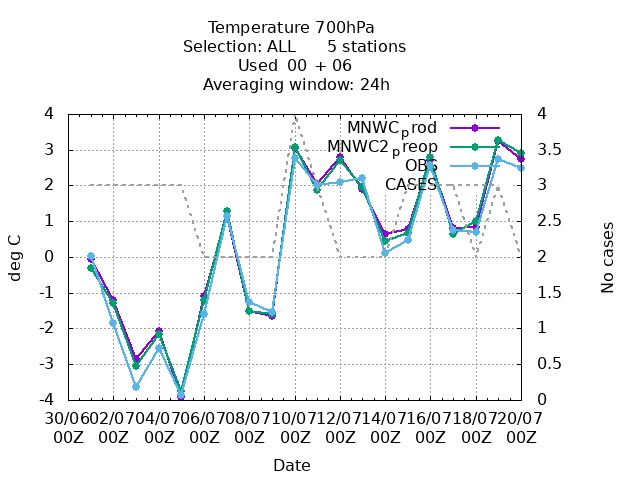 Temperature 700hPa
Selection: ALL 5 stations
Used 00 + 06
Averaging window: 24h
MNWCprod
MNWC2preop
OBS
CASES
4
3
2
1
0
-1
-2
-3
-4
deg C
4
3.5
3
2.5
2
1.5
1
0.5
0
No cases
30/06 02/07 04/07 06/07 08/07 10/07 12/07 14/07 16/07 18/07 20/07
00Z 00Z 00Z 00Z 00Z 00Z 00Z 00Z 00Z 00Z 00Z
Date